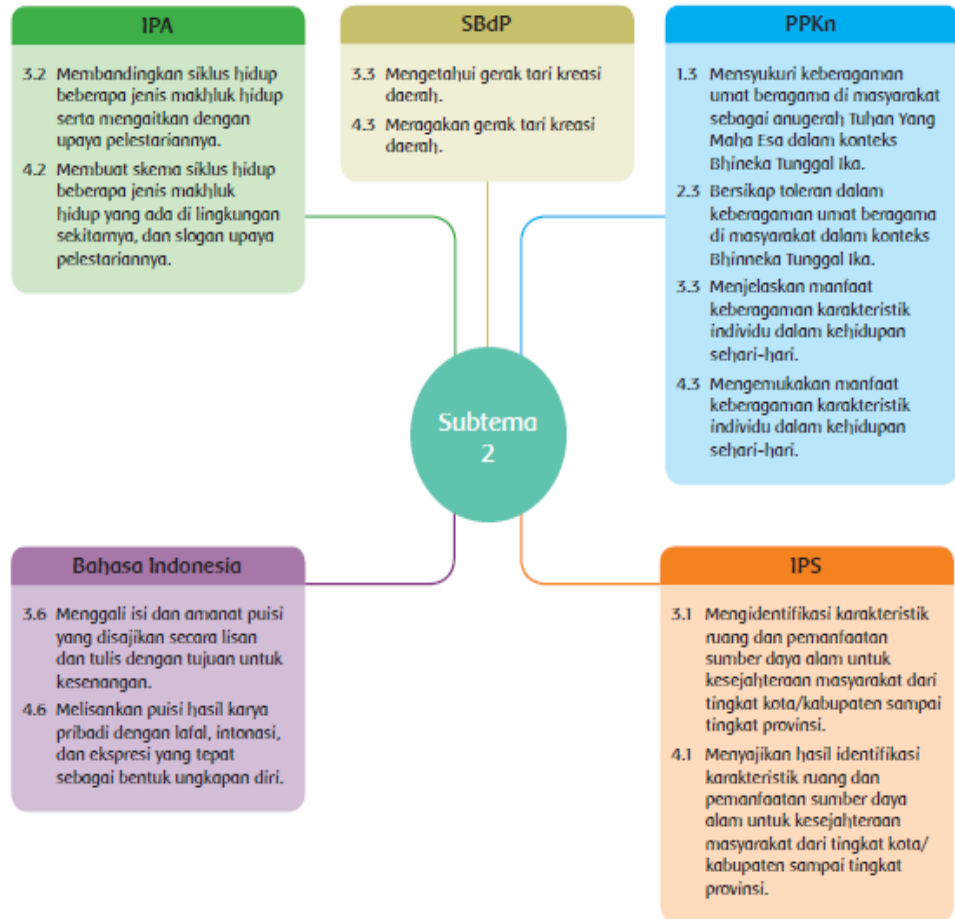 IPA
3.2 Membandingkan siklus hidup
beberapa jenis makhluk hidup
serta mengaitkan dengan
upaya pelestariannya.
4.2 Membuat skema siklus hidup
beberapa jenis makhluk
hidup yang ada di lingkungan
sekitarnya, dan slogan upaya
pelestariannya.
SBdP
3.3 Mengetahui gerak tari kreasi
daerah.
4.3 Meragakan gerak tari kreasi
daerah.
PPKn
1.3 Mensyukuri keberagaman
umat beragama di masyarakat
sebagai anugerah Tuhan Yang
Maha Esa dalam konteks
Bhineka Tunggal Ika.
2.3 Bersikap toleran dalam
keberagaman umat beragama
di masyarakat dalam konteks
Bhinneka Tunggal Ika.
3.3 Menjelaskan manfaat
keberagaman karakteristik
individu dalam kehidupan
sehari-hari.
4.3 Mengemukakan manfaat
keberagaman karakteristik
individu dalam kehidupan
sehari-hari.
Subtema
2
Bahasa Indonesia
3.6 Menggali isi dan amanat puisi
yang disajikan secara lisan
dan tulis dengan tujuan untuk
kesenangan.
4.6 Melisankan puisi hasil karya
pribadi dengan lafal, intonasi,
dan ekspresi yang tepat
sebagai bentuk ungkapan diri.
IPS
3.1 Mengidentifikasi karakteristik
ruang dan pemanfaatan
sumber daya alam untuk
kesejahteraan masyarakat dari
tingkat kota/kabupaten sampai
tingkat provinsi.
4.1 Menyajikan hasil identifikasi
karakteristik ruang dan
pemanfaatan sumber daya
alam untuk kesejahteraan
masyarakat dari tingkat kota/
kabupaten sampai tingkat
provinsi.